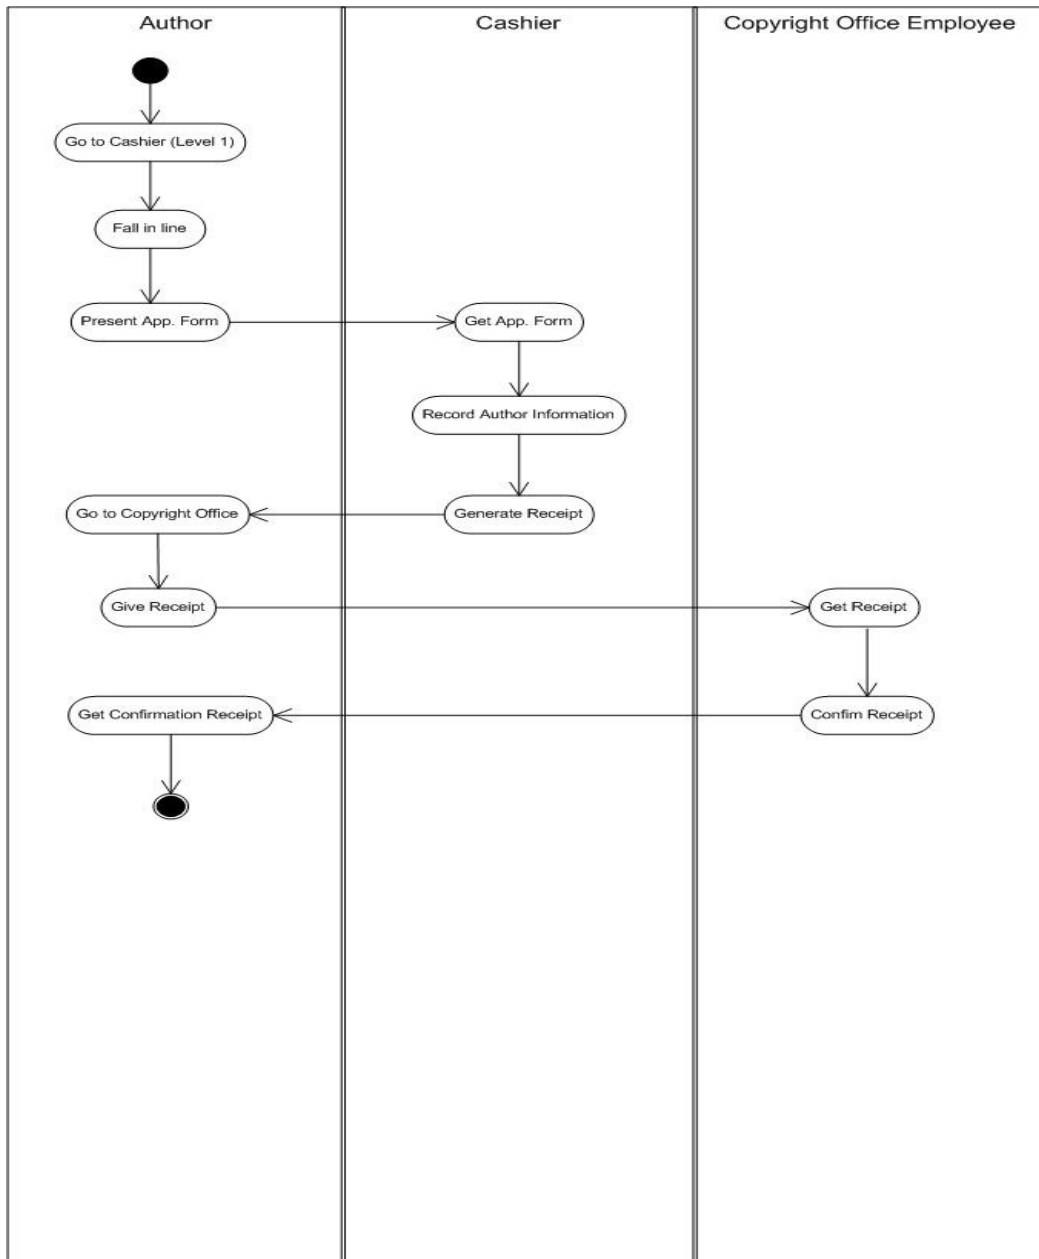 Author
Cashier
Copyright Office Employee
Go to Cashier (Level 1)
Fall in line
Present App. Form
Get App. Form
Record Author Information
Go to Copyright Office
Generate Receipt
Give Receipt
Get Receipt
Get Confirmation Receipt
Confim Receipt